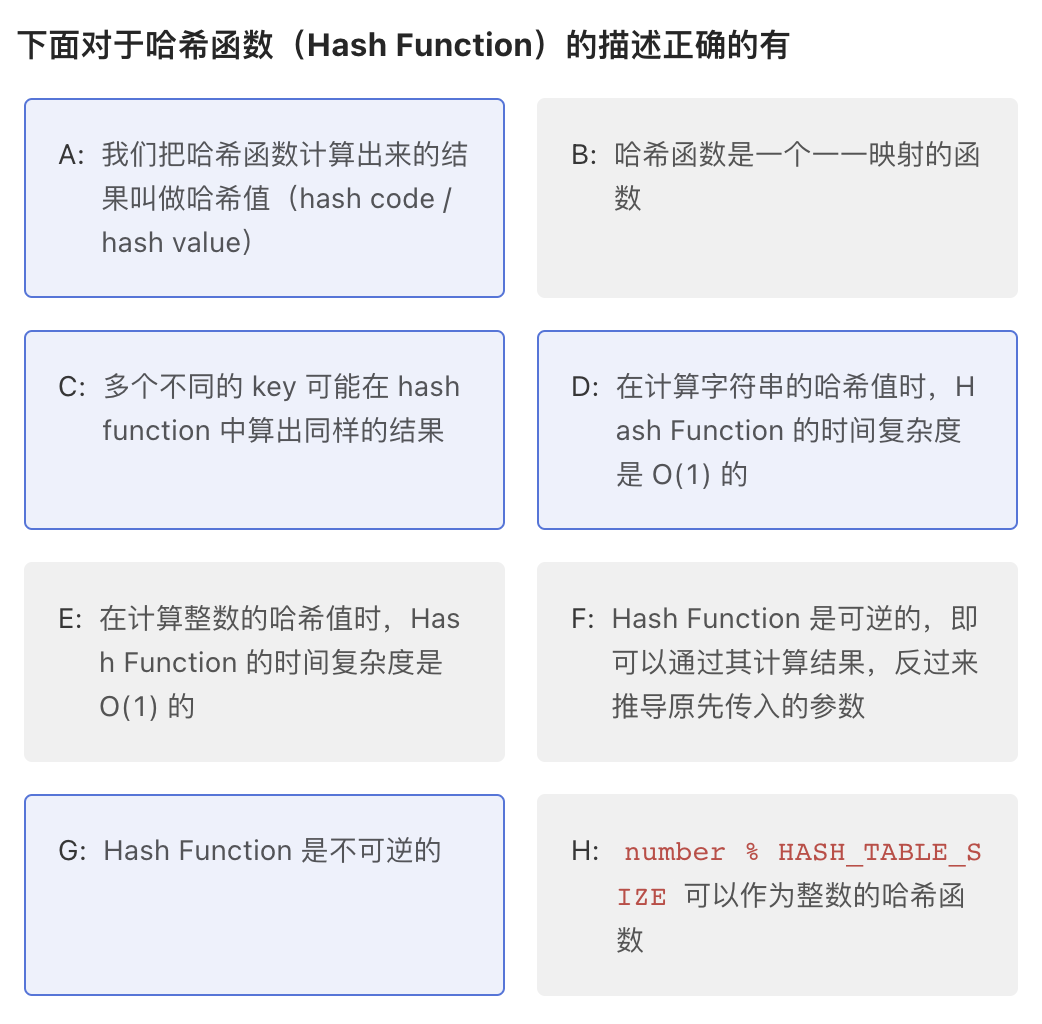 下面对于哈希函数（Hash Function）的描述正确的有
A: 我们把哈希函数计算出来的结
果叫做哈希值（hash code /
hash value）
B: 哈希函数是一个一一映射的函
数
C: 多个不同的 key 可能在 hash
function 中算出同样的结果
D: 在计算字符串的哈希值时，H
ash Function 的时间复杂度
是 O(1) 的
E: 在计算整数的哈希值时，Has
h Function 的时间复杂度是
O(1) 的
F: Hash Function 是可逆的，即
可以通过其计算结果，反过来
推导原先传入的参数
G: Hash Function 是不可逆的
H: number % HASH_TABLE_S
IZE 可以作为整数的哈希函
数